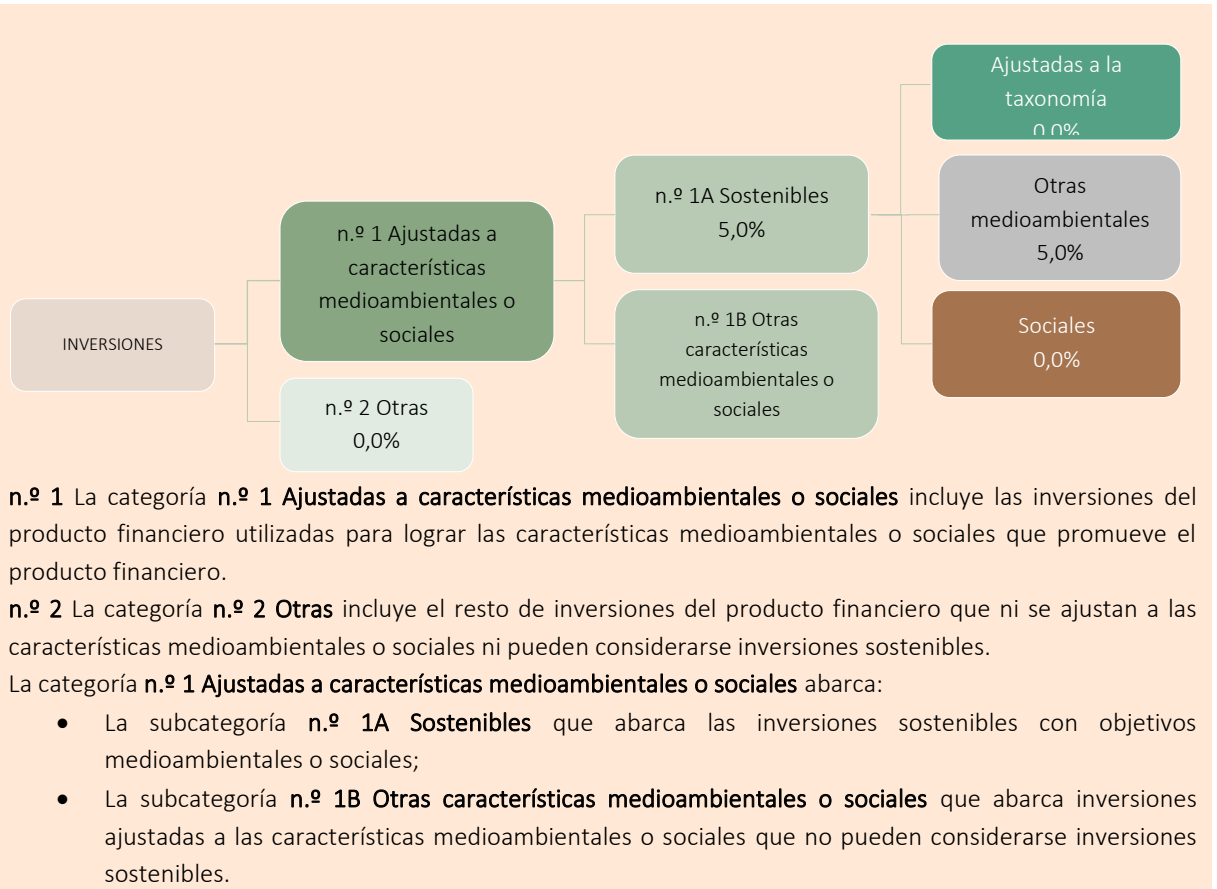 Ajustadas a la
taxonomía
0,0%
n.º 1A Sostenibles
5,0%
Otras
medioambientales
5,0%
n.º 1 Ajustadas a
características
medioambientales o
sociales
INVERSIONES
n.º 1B Otras
características
medioambientales o
sociales
Sociales
0,0%
n.º 2 Otras
0,0%
n.º 1 La categoría n.º 1 Ajustadas a características medioambientales o sociales incluye las inversiones del
producto financiero utilizadas para lograr las características medioambientales o sociales que promueve el
producto financiero.
n.º 2 La categoría n.º 2 Otras incluye el resto de inversiones del producto financiero que ni se ajustan a las
características medioambientales o sociales ni pueden considerarse inversiones sostenibles.
La categoría n.º 1 Ajustadas a características medioambientales o sociales abarca:
• La subcategoría n.º 1A Sostenibles que abarca las inversiones sostenibles con objetivos
medioambientales o sociales;
• La subcategoría n.º 1B Otras características medioambientales o sociales que abarca inversiones
ajustadas a las características medioambientales o sociales que no pueden considerarse inversiones
sostenibles.